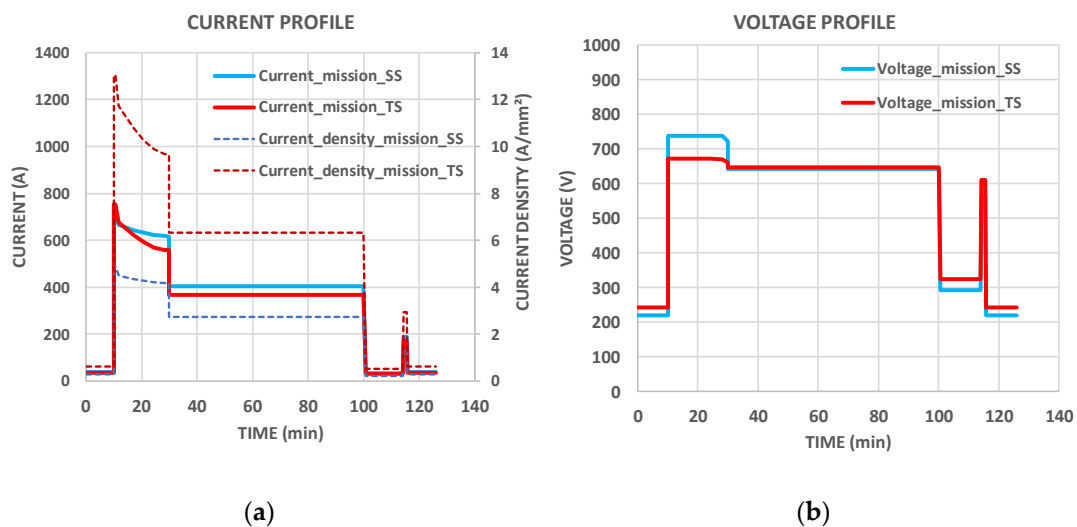 CURRENT PROFILE
1400
1200
1000
800
600
400
200
0
CURRENT (A)
14
12
10
8
6
4
2
0
CURRENT DENSITY (A/mm²)
Current_mission_SS
Current_mission_TS
Current_density_mission_SS
Current_density_mission_TS
0 20 40 60 80 100 120 140
TIME (min)
(a)
VOLTAGE PROFILE
1000
900
800
700
600
500
400
300
200
100
0
VOLTAGE (V)
Voltage_mission_SS
Voltage_mission_TS
0 20 40 60 80 100 120 140
TIME (min)
(b)